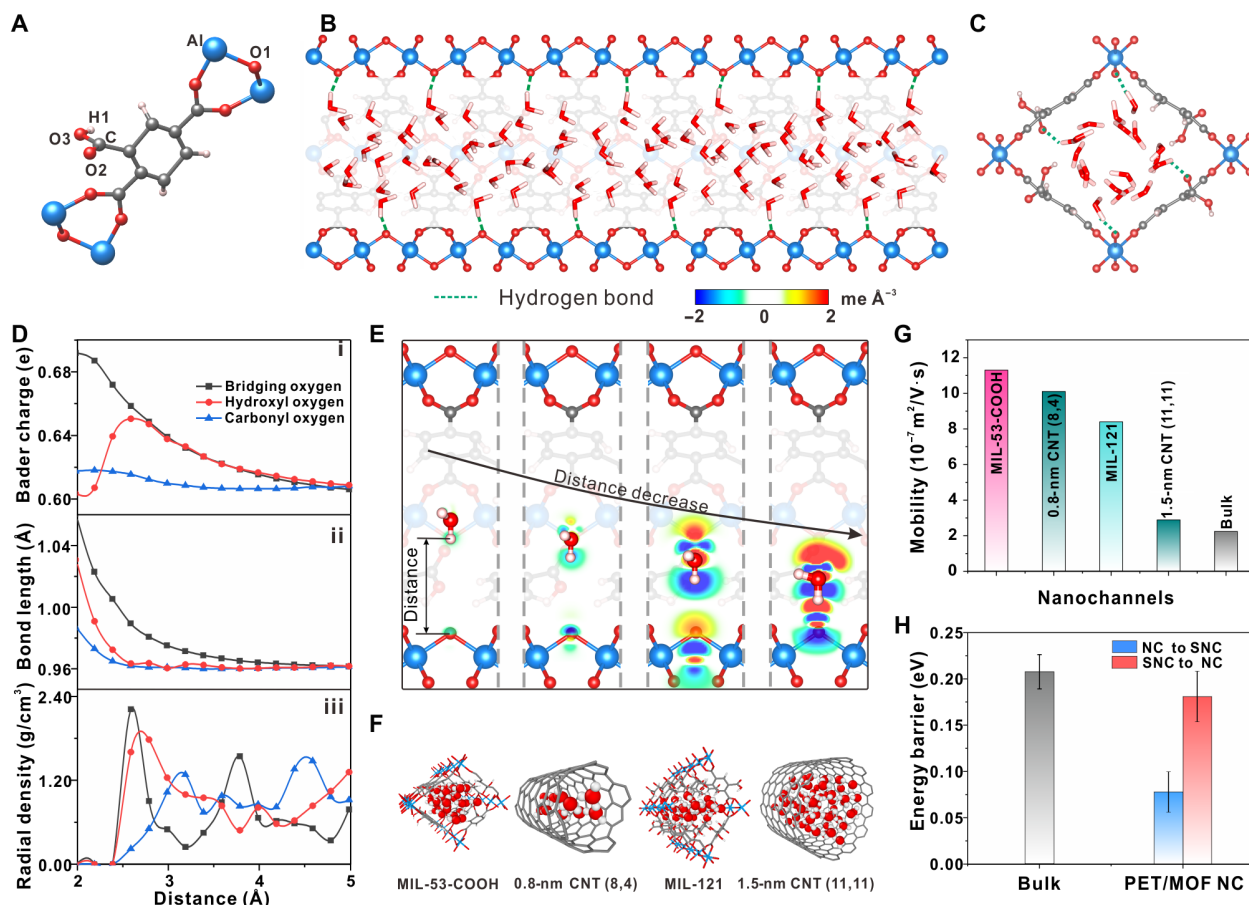 A
Al
O1
H1
O3
C
O2
B
C
Hydrogen bond
−2
0
2
me Å⁻³
D
i
Bader charge (e)
0.68
0.64
0.60
Bridging oxygen
Hydroxyl oxygen
Carbonyl oxygen
ii
Bond length (Å)
1.04
1.00
0.96
iii
Radial density (g/cm³)
2.40
1.20
0.00
2
3
4
5
Distance (Å)
E
Distance decrease
Distance
F
MIL-53-COOH
0.8-nm CNT (8,4)
MIL-121
1.5-nm CNT (11,11)
G
Mobility (10⁻⁷ m²/V·s)
12
10
8
6
4
2
0
MIL-53-COOH
0.8-nm CNT (8,4)
MIL-121
1.5-nm CNT (11,11)
Bulk
Nanochannels
H
Energy barrier (eV)
0.25
0.20
0.15
0.10
0.05
0.00
NC to SNC
SNC to NC
Bulk
PET/MOF NC